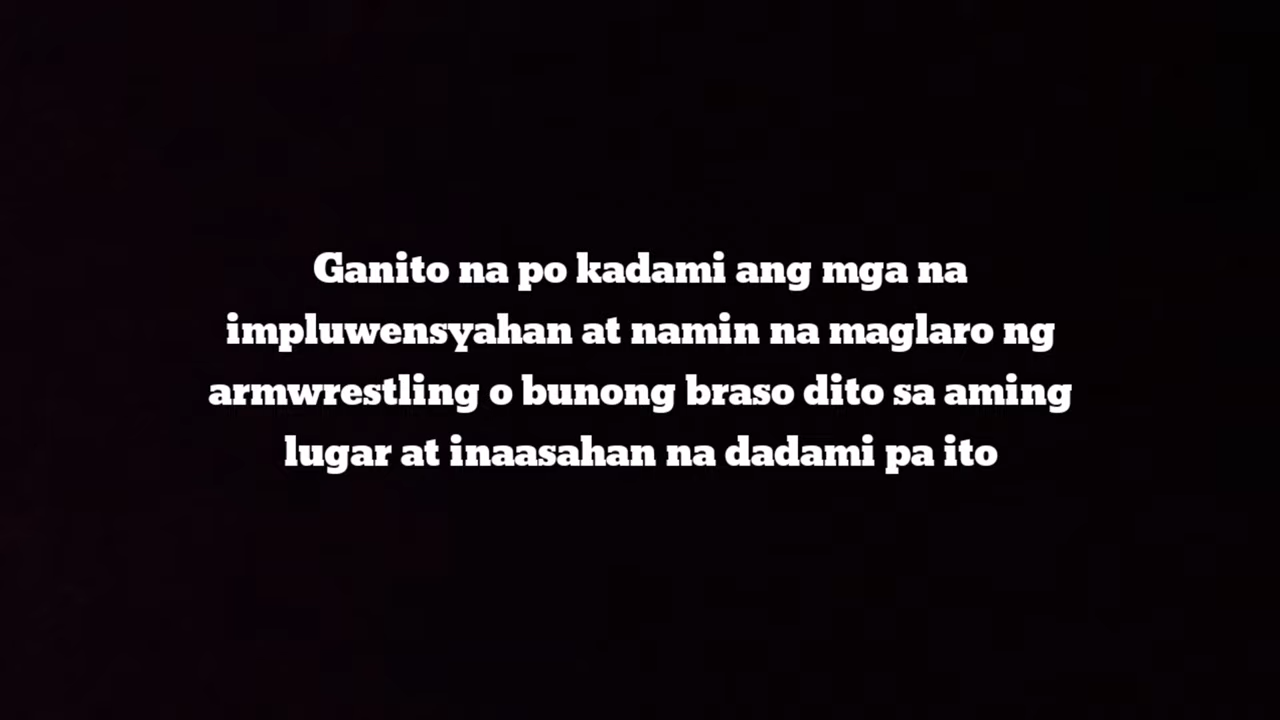 Ganito na po kadami ang mga na
impluwensyahan at namin na maglaro ng
armwrestling o bunong braso dito sa aming
lugar at inaasahan na dadami pa ito